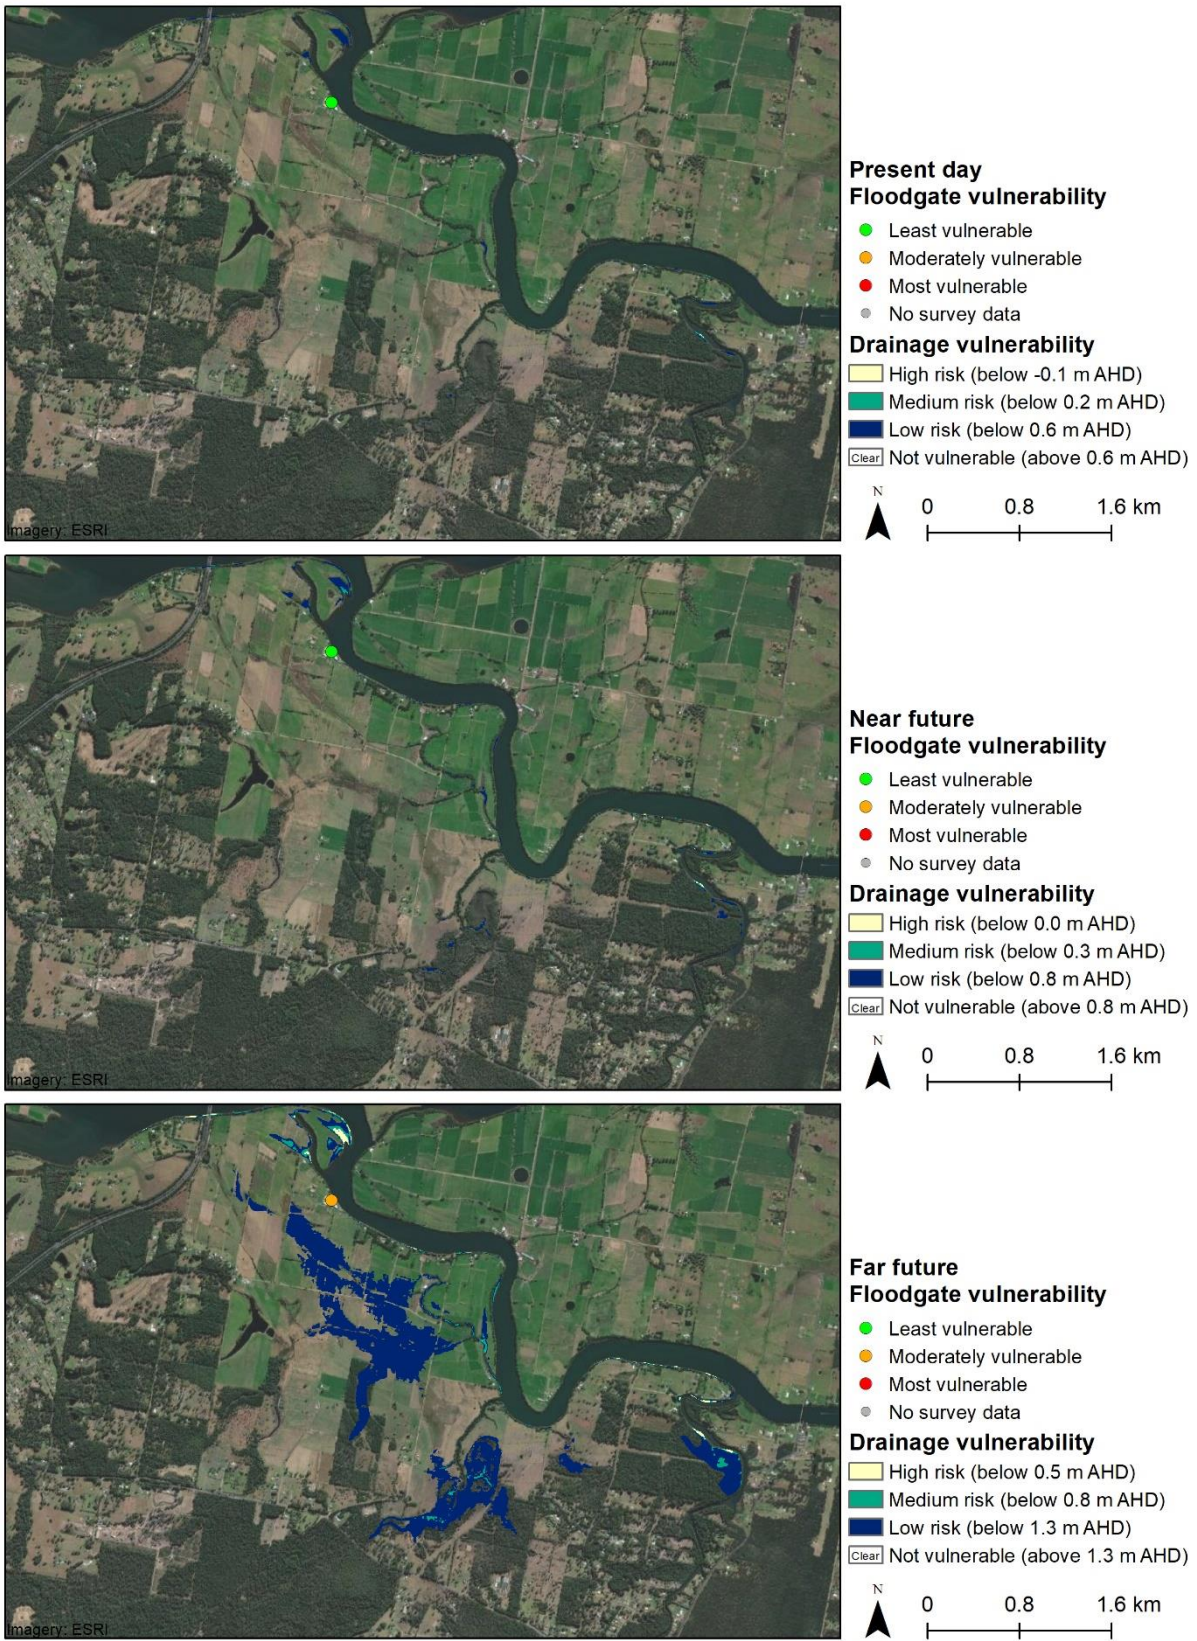 Present day
Floodgate vulnerability
Least vulnerable
Moderately vulnerable
Most vulnerable
No survey data
Drainage vulnerability
High risk (below -0.1 m AHD)
Medium risk (below 0.2 m AHD)
Low risk (below 0.6 m AHD)
Clear Not vulnerable (above 0.6 m AHD)
N
0 0.8 1.6 km
Imagery: ESRI
Near future
Floodgate vulnerability
Least vulnerable
Moderately vulnerable
Most vulnerable
No survey data
Drainage vulnerability
High risk (below 0.0 m AHD)
Medium risk (below 0.3 m AHD)
Low risk (below 0.8 m AHD)
Clear Not vulnerable (above 0.8 m AHD)
N
0 0.8 1.6 km
Imagery: ESRI
Far future
Floodgate vulnerability
Least vulnerable
Moderately vulnerable
Most vulnerable
No survey data
Drainage vulnerability
High risk (below 0.5 m AHD)
Medium risk (below 0.8 m AHD)
Low risk (below 1.3 m AHD)
Clear Not vulnerable (above 1.3 m AHD)
N
0 0.8 1.6 km
Imagery: ESRI